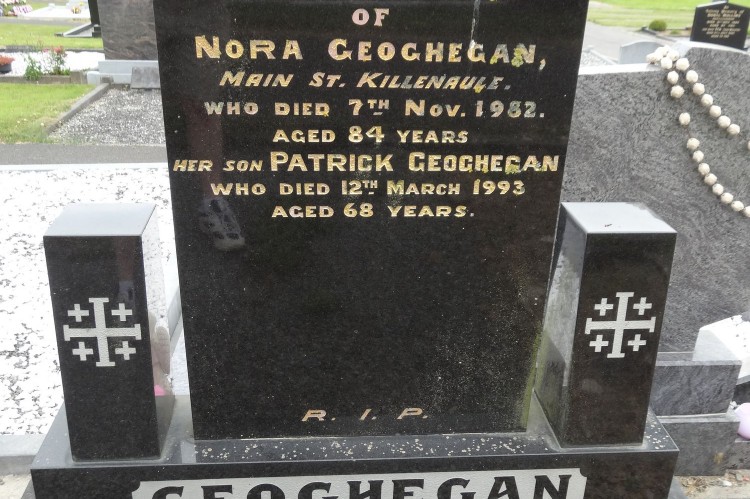 OF
NORA GEOGHEGAN,
MAIN ST. KILLENAULE.
WHO DIED 7TH NOV. 1982.
AGED 84 YEARS
HER SON PATRICK GEOGHEGAN
WHO DIED 12TH MARCH 1993
AGED 68 YEARS.
R. I. P.
GEOGHEGAN